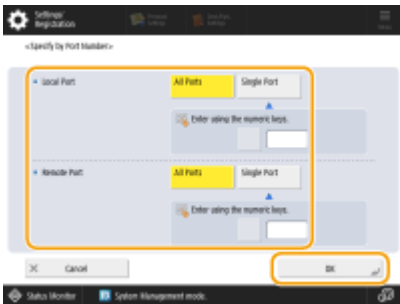 Settings/
Registration
<Specify by Port Number>
Local Port
All Ports
Single Port
Enter using the numeric keys.
Remote Port
All Ports
Single Port
Enter using the numeric keys.
Cancel
OK
Status Monitor
System Management mode.